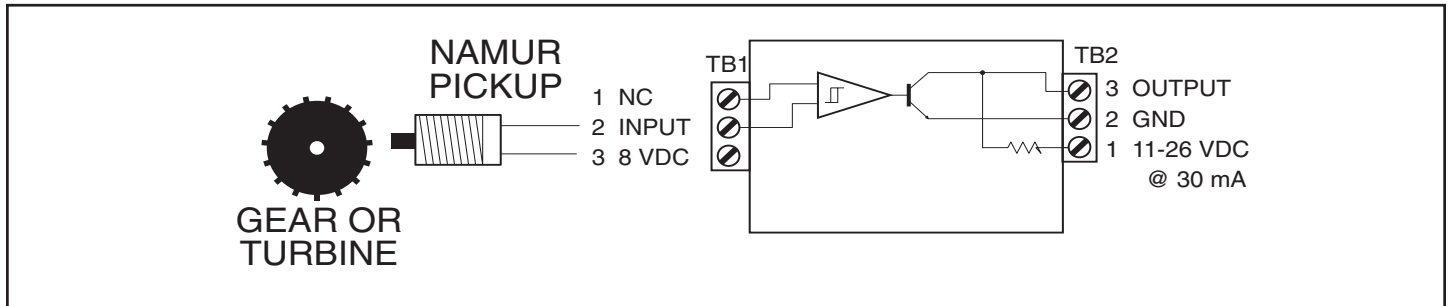 NAMUR
PICKUP
1 NC
2 INPUT
3 8 VDC
GEAR OR
TURBINE
TB1
TB2
3 OUTPUT
2 GND
1 11-26 VDC
@ 30 mA